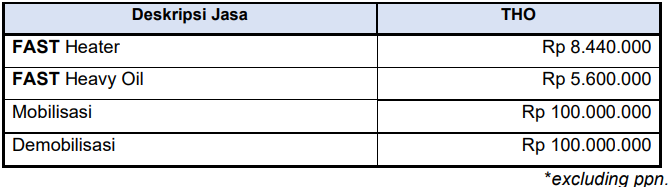 Deskripsi Jasa THO
FAST Heater Rp 8.440.000
FAST Heavy Oil Rp 5.600.000
Mobilisasi Rp 100.000.000
Demobilisasi Rp 100.000.000
*excluding ppn.